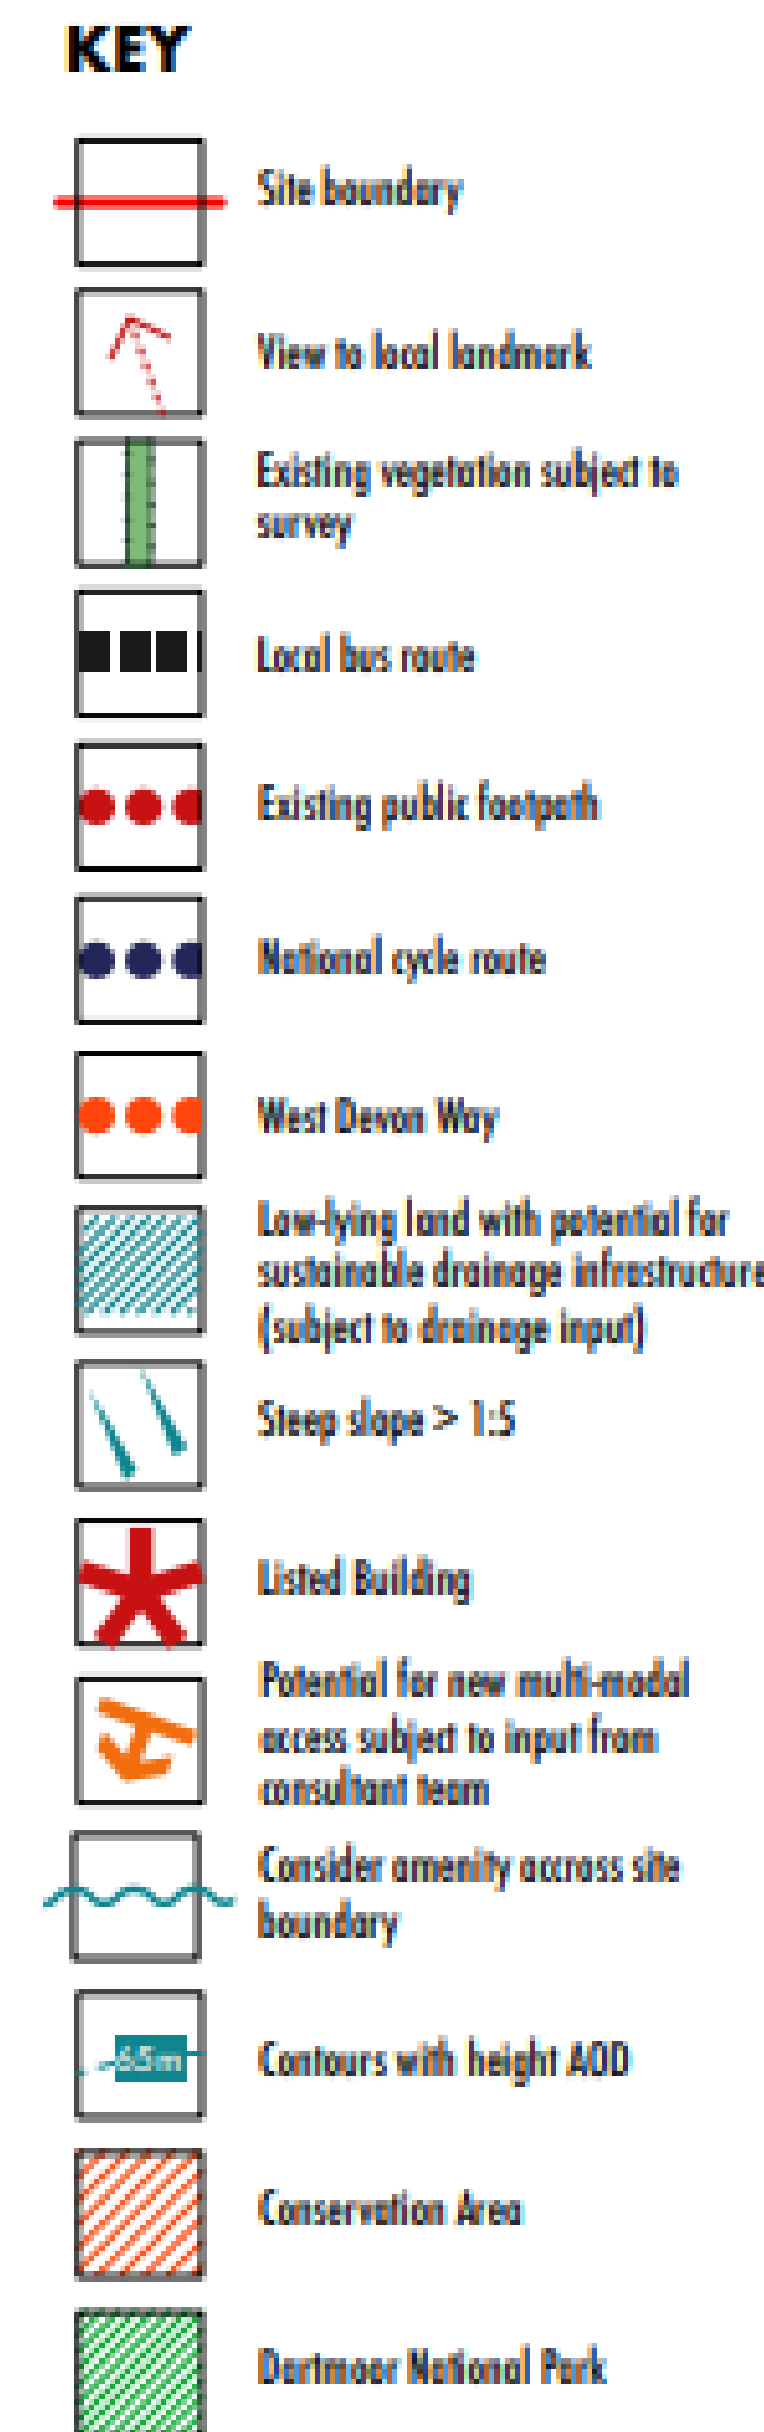 KEY
Site boundary
View to local landmark
Existing vegetation subject to
survey
Local bus route
Existing public footpath
National cycle route
West Devon Way
Low-lying land with potential for
sustainable drainage infrastructure
(subject to drainage input)
Steep slope > 1:5
Listed Building
Potential for new multi-modal
access subject to input from
consultant team
Consider amenity accross site
boundary
65m
Contours with height AOD
Conservation Area
Dartmoor National Park